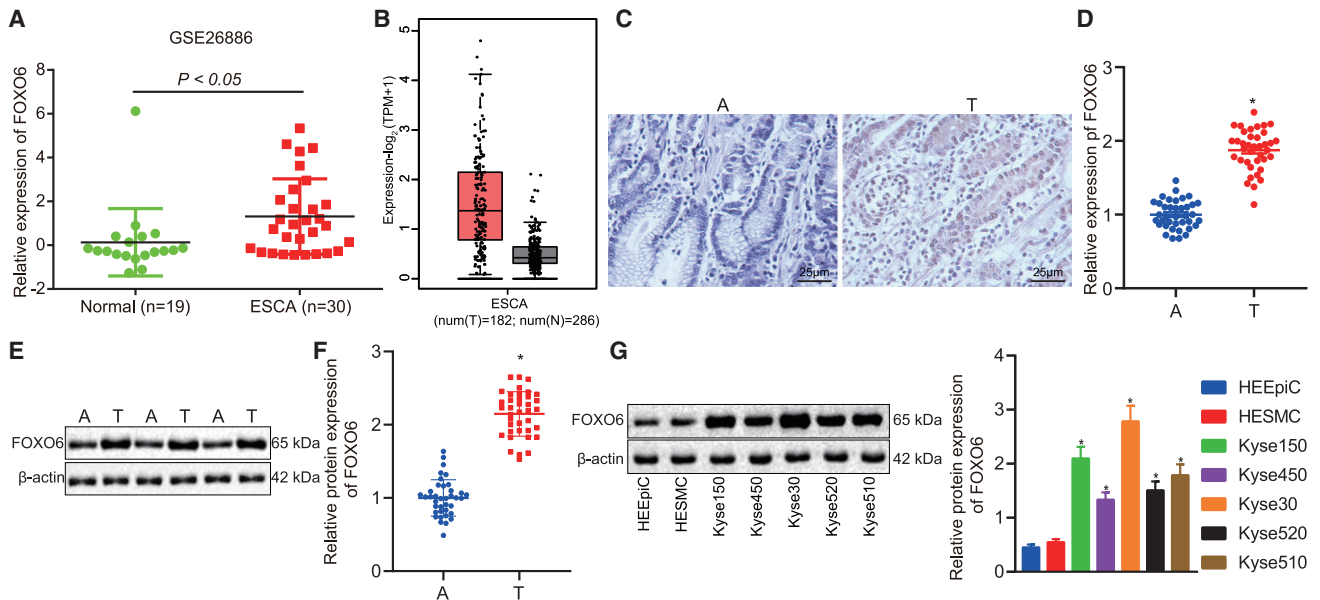 A
GSE26886
Relative expression of FOXO6
8
6
4
2
0
-2
P < 0.05
Normal (n=19)
ESCA (n=30)
B
Expression-log₂ (TPM+1)
5
4
3
2
1
0
ESCA
(num(T)=182; num(N)=286)
C
A
T
25μm
25μm
D
Relative expression of FOXO6
3
2
1
0
*
A
T
E
A T A T A T
FOXO6
65 kDa
β-actin
42 kDa
F
Relative protein expression
of FOXO6
3
2
1
0
*
A
T
G
FOXO6
65 kDa
β-actin
42 kDa
HEEpiC
HESMC
Kyse150
Kyse450
Kyse30
Kyse520
Kyse510
Relative protein expression
of FOXO6
4
3
2
1
0
*
*
*
*
*
HEEpiC
HESMC
Kyse150
Kyse450
Kyse30
Kyse520
Kyse510